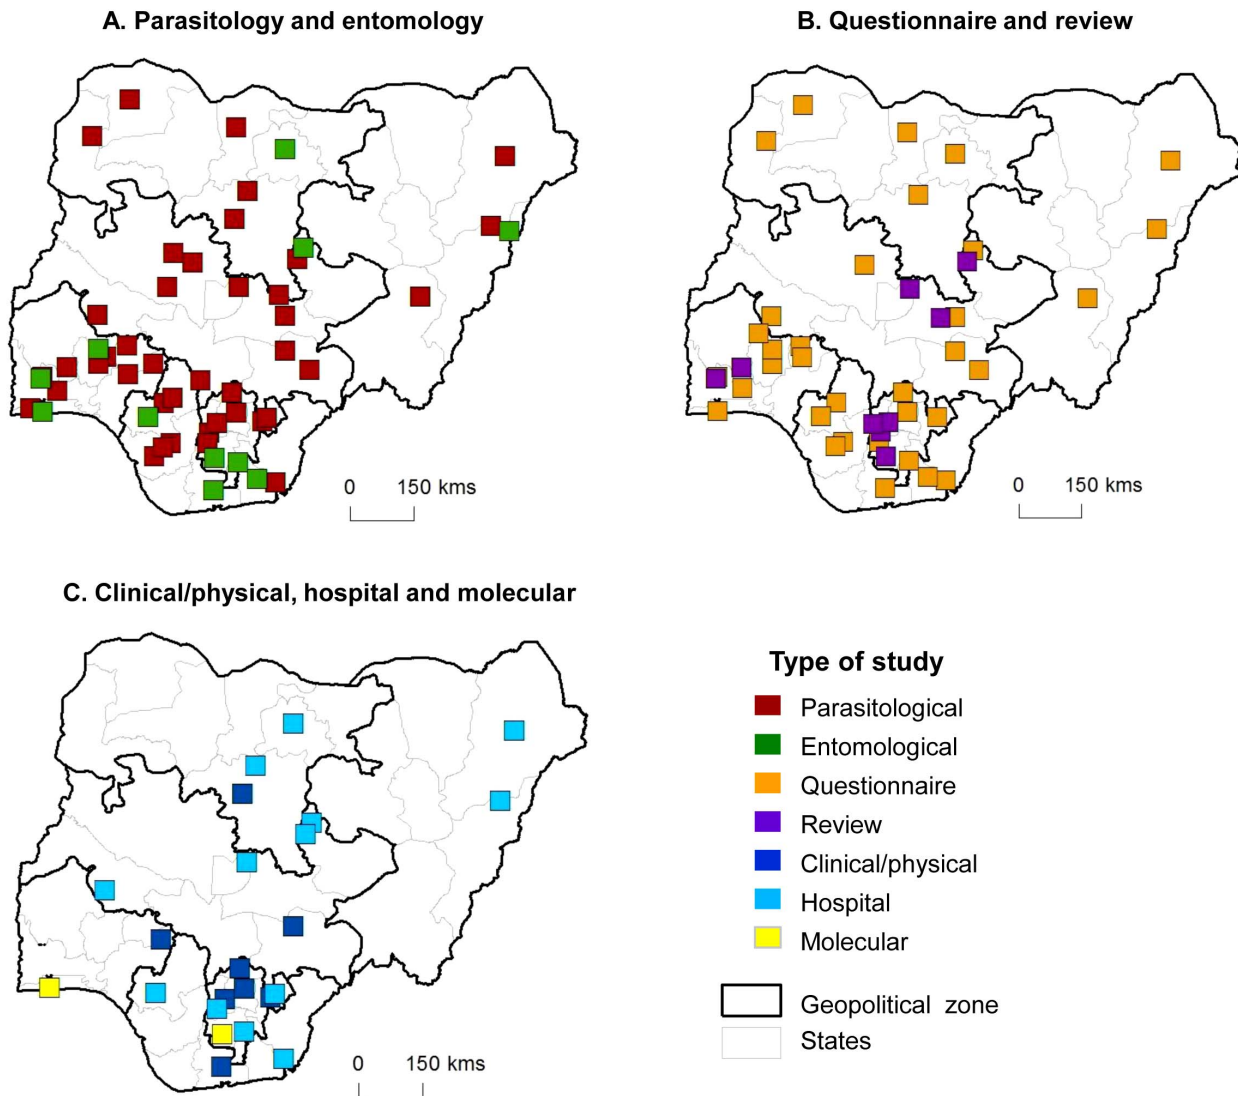 A. Parasitology and entomology
B. Questionnaire and review
0 150 kms
0 150 kms
C. Clinical/physical, hospital and molecular
Type of study
Parasitological
Entomological
Questionnaire
Review
Clinical/physical
Hospital
Molecular
Geopolitical zone
States
0 150 kms